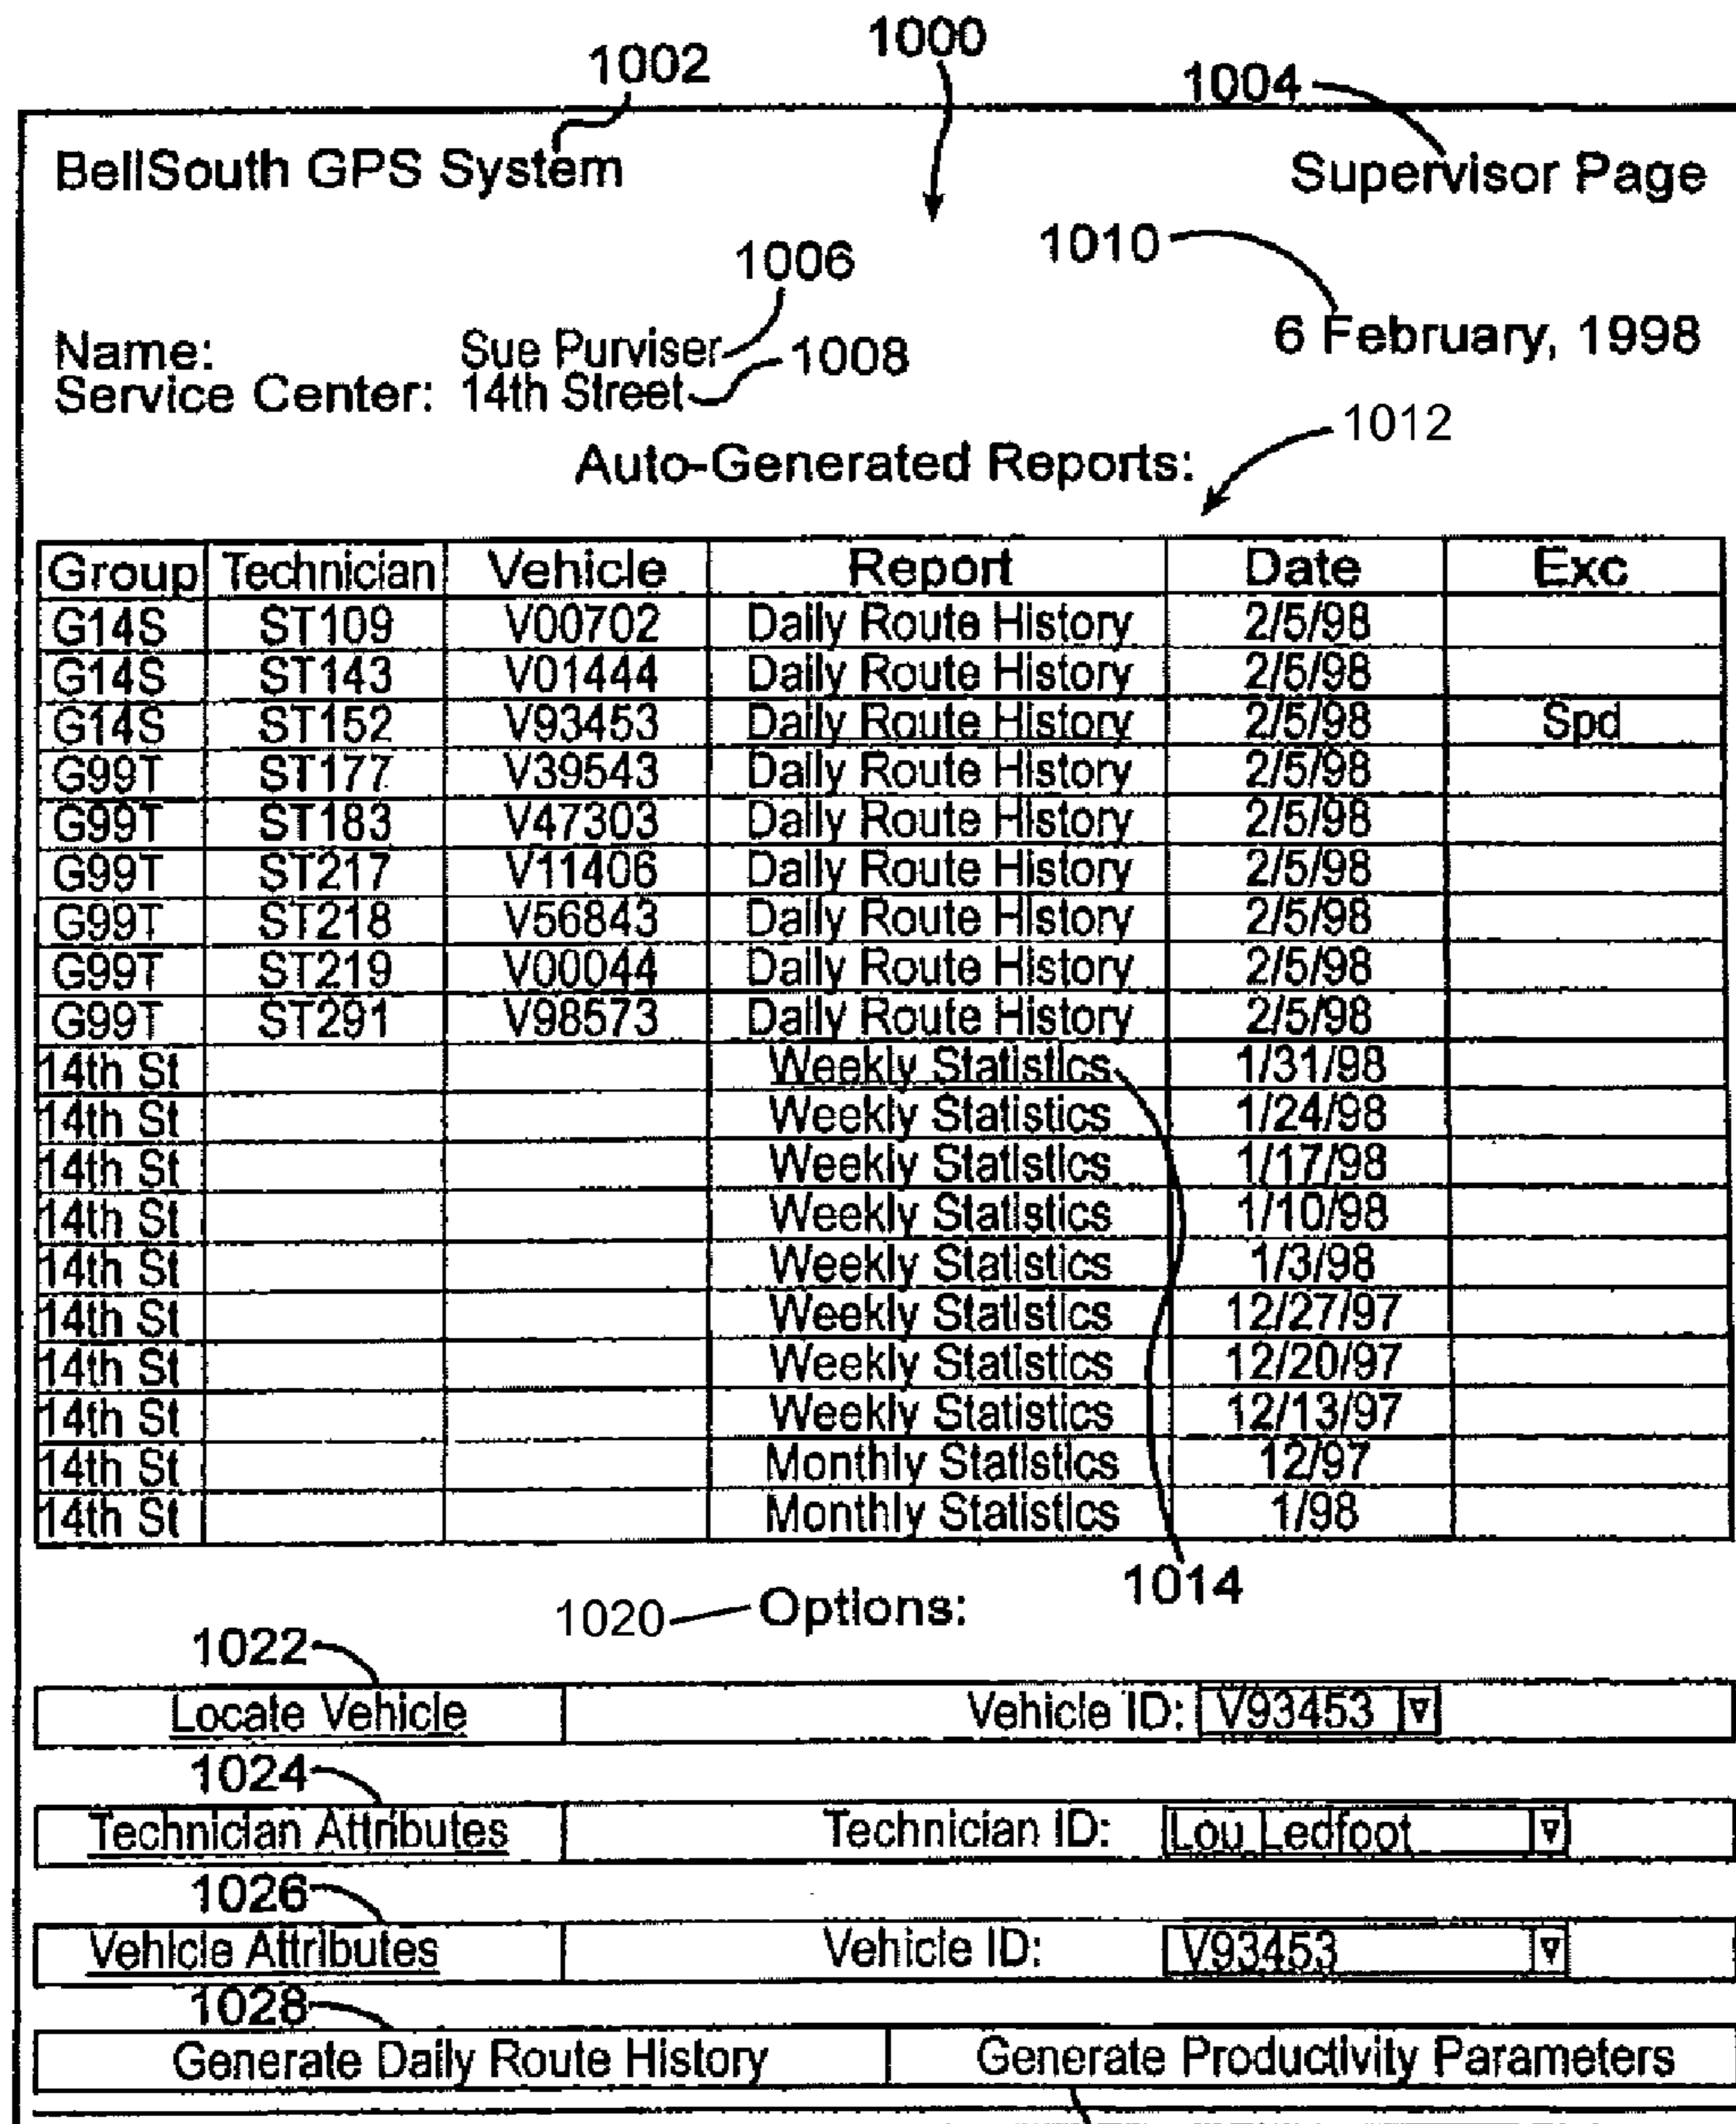 1002 1000 1004
BellSouth GPS System Supervisor Page
1006 1010
Name: Sue Purviser 1008 6 February, 1998
Service Center: 14th Street
1012
Auto-Generated Reports:
Group Technician Vehicle Report Date Exc
G14S ST109 V00702 Daily Route History 2/5/98
G14S ST143 V01444 Daily Route History 2/5/98
G14S ST152 V93453 Daily Route History 2/5/98 Spd
G99T ST177 V39543 Daily Route History 2/5/98
G99T ST183 V47303 Daily Route History 2/5/98
G99T ST217 V11406 Daily Route History 2/5/98
G99T ST218 V56843 Daily Route History 2/5/98
G99T ST219 V00044 Daily Route History 2/5/98
G99T ST291 V98573 Daily Route History 2/5/98
14th St Weekly Statistics 1/31/98
14th St Weekly Statistics 1/24/98
14th St Weekly Statistics 1/17/98
14th St Weekly Statistics 1/10/98
14th St Weekly Statistics 1/3/98
14th St Weekly Statistics 12/27/97
14th St Weekly Statistics 12/20/97
14th St Weekly Statistics 12/13/97
14th St Monthly Statistics 12/97
14th St Monthly Statistics 1/98
1014
1020 Options:
1022
Locate Vehicle Vehicle ID: V93453
1024
Technician Attributes Technician ID: Lou Ledfoot
1026
Vehicle Attributes Vehicle ID: V93453
1028
Generate Daily Route History Generate Productivity Parameters